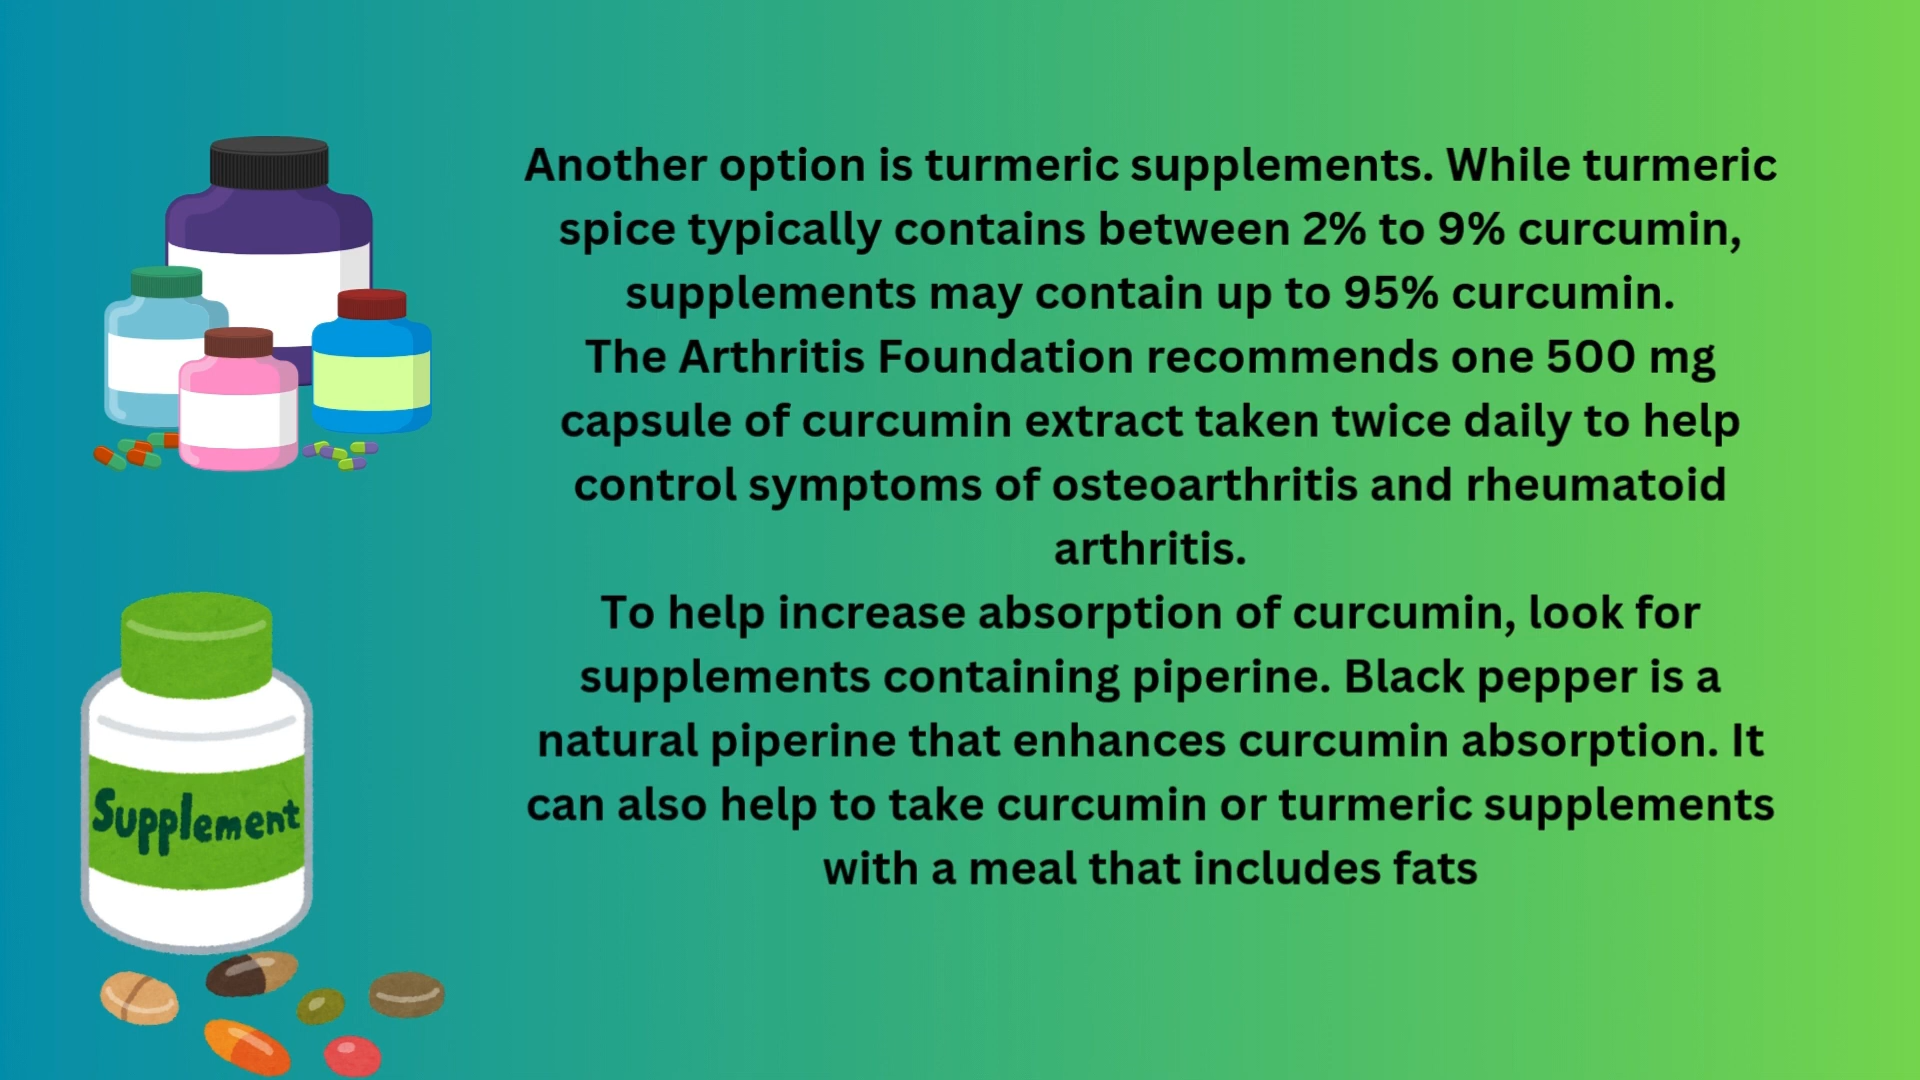 Another option is turmeric supplements. While turmeric
spice typically contains between 2% to 9% curcumin,
supplements may contain up to 95% curcumin.
The Arthritis Foundation recommends one 500 mg
capsule of curcumin extract taken twice daily to help
control symptoms of osteoarthritis and rheumatoid
arthritis.
To help increase absorption of curcumin, look for
supplements containing piperine. Black pepper is a
natural piperine that enhances curcumin absorption. It
can also help to take curcumin or turmeric supplements
with a meal that includes fats
Supplement